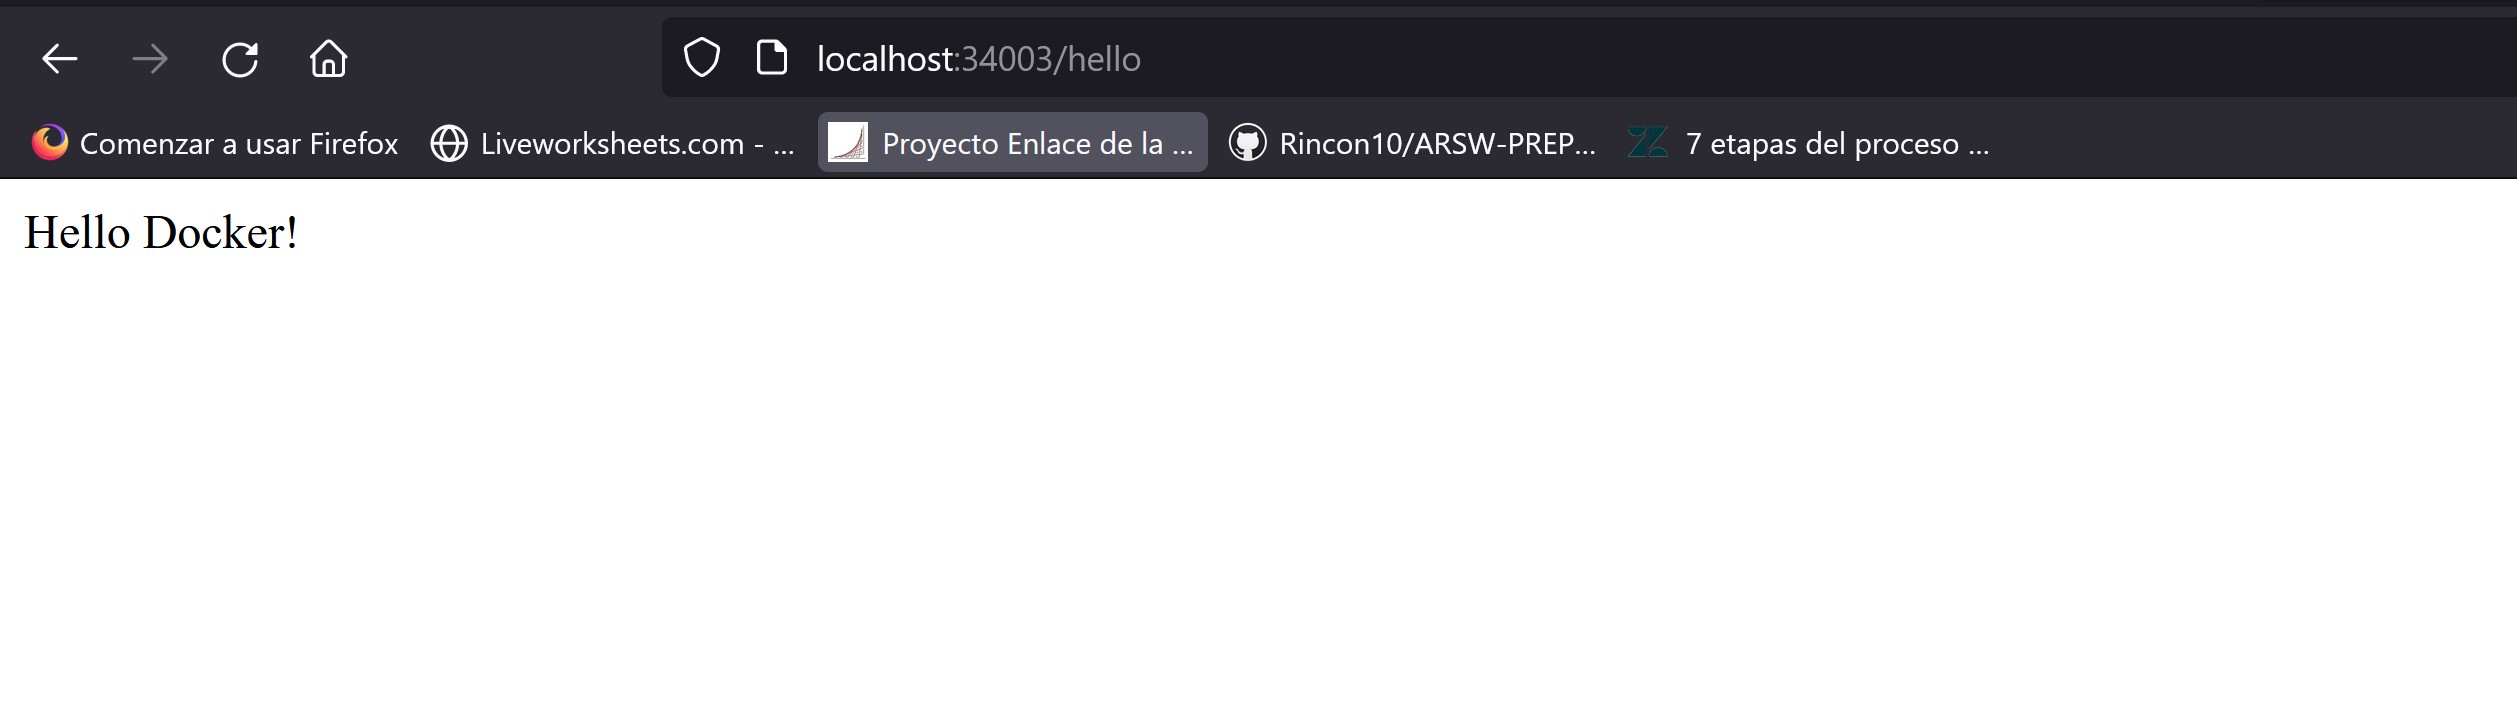 localhost:34003/hello
Comenzar a usar Firefox Liveworksheets.com - ... Proyecto Enlace de la ... Rincon10/ARSW-PREP... 7 etapas del proceso ...
Hello Docker!